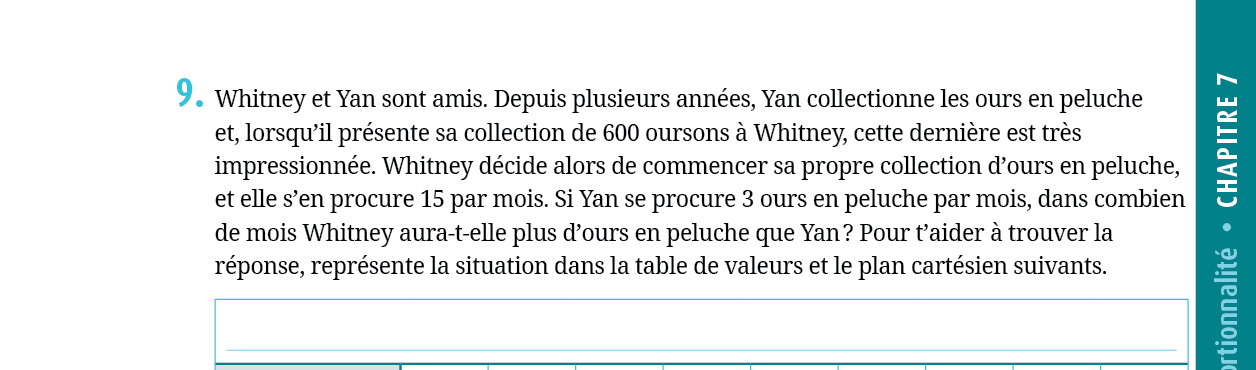 9. Whitney et Yan sont amis. Depuis plusieurs années, Yan collectionne les ours en peluche
et, lorsqu’il présente sa collection de 600 oursons à Whitney, cette dernière est très
impressionnée. Whitney décide alors de commencer sa propre collection d’ours en peluche,
et elle s’en procure 15 par mois. Si Yan se procure 3 ours en peluche par mois, dans combien
de mois Whitney aura-t-elle plus d’ours en peluche que Yan ? Pour t’aider à trouver la
réponse, représente la situation dans la table de valeurs et le plan cartésien suivants.
CHAPITRE 7